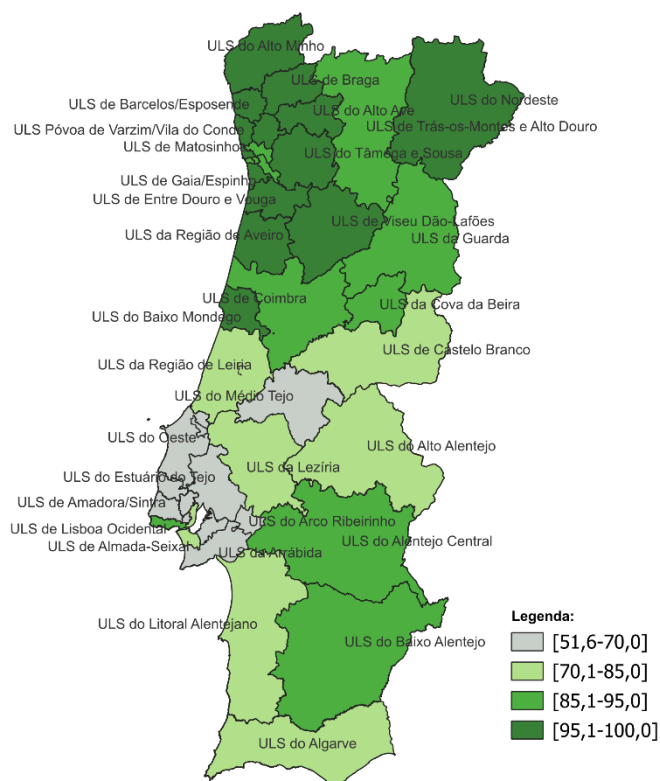 ULS do Alto Minho
ULS de Braga
ULS do Nordeste
ULS de Barcelos/Esposende
ULS do Alto Ave
ULS Póvoa de Varzim/Vila do Conde
ULS de Trás-os-Montes e Alto Douro
ULS de Matosinhos
ULS do Tâmega e Sousa
ULS de Gaia/Espinho
ULS de Entre Douro e Vouga
ULS de Viseu Dão-Lafões
ULS da Região de Aveiro
ULS da Guarda
ULS de Coimbra
ULS da Cova da Beira
ULS do Baixo Mondego
ULS de Castelo Branco
ULS da Região de Leiria
ULS do Médio Tejo
ULS do Oeste
ULS do Alto Alentejo
ULS da Lezíria
ULS do Estuário do Tejo
ULS de Amadora/Sintra
ULS do Arco Ribeirinho
ULS de Lisboa Ocidental
ULS do Alentejo Central
ULS de Almada-Seixal
ULS da Arrábida
ULS do Litoral Alentejano
ULS do Baixo Alentejo
ULS do Algarve
Legenda:
[51,6-70,0]
[70,1-85,0]
[85,1-95,0]
[95,1-100,0]